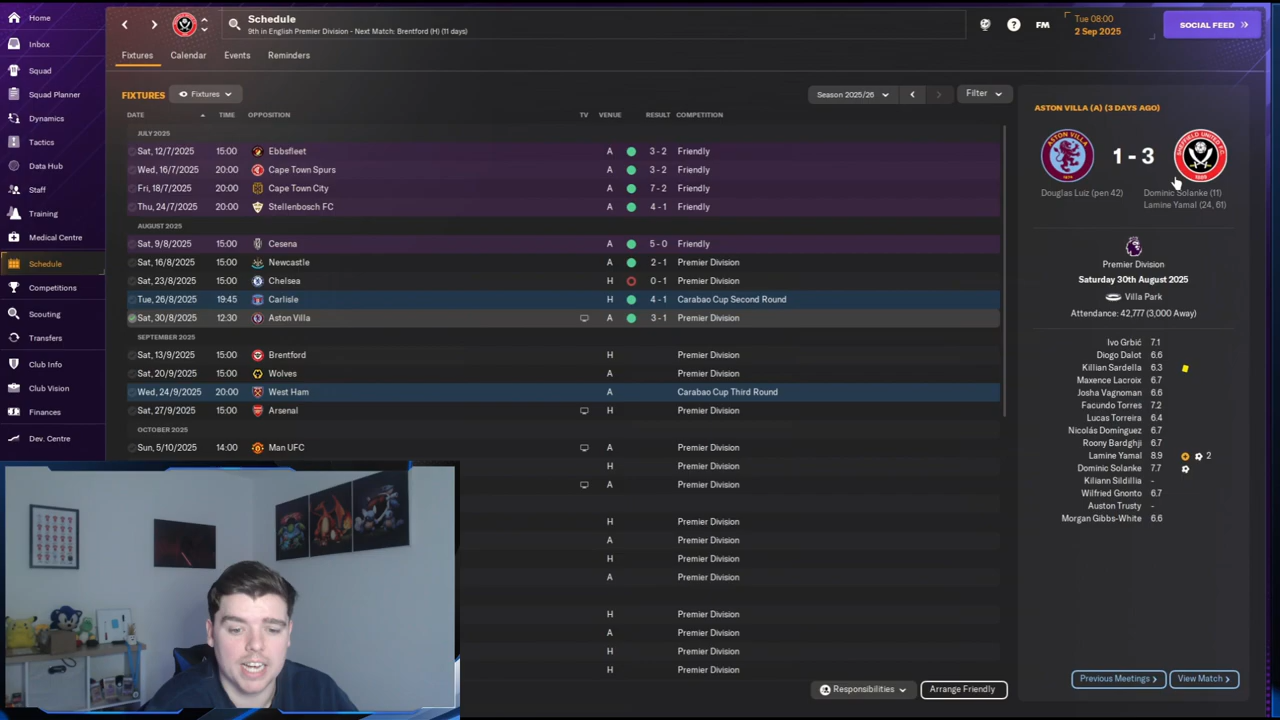 Home
Inbox
Squad
Squad Planner
Dynamics
Tactics
Data Hub
Staff
Training
Medical Centre
Schedule
Competitions
Scouting
Transfers
Club Info
Club Vision
Finances
Dev. Centre
Schedule
9th in English Premier Division - Next Match: Brentford (H) (11 days)
FM
Tue 08:00
2 Sep 2025
SOCIAL FEED
Fixtures Calendar Events Reminders
FIXTURES Fixtures Season 2025/26 Filter
DATE TIME OPPOSITION TV VENUE RESULT COMPETITION
JULY 2025
Sat, 12/7/2025 15:00 Ebbsfleet A 3 - 2 Friendly
Wed, 16/7/2025 20:00 Cape Town Spurs A 3 - 2 Friendly
Fri, 18/7/2025 20:00 Cape Town City A 7 - 2 Friendly
Thu, 24/7/2025 20:00 Stellenbosch FC A 4 - 1 Friendly
AUGUST 2025
Sat, 9/8/2025 15:00 Cesena A 5 - 0 Friendly
Sat, 16/8/2025 15:00 Newcastle A 2 - 1 Premier Division
Sat, 23/8/2025 15:00 Chelsea H 0 - 1 Premier Division
Tue, 26/8/2025 19:45 Carlisle H 4 - 1 Carabao Cup Second Round
Sat, 30/8/2025 12:30 Aston Villa A 3 - 1 Premier Division
SEPTEMBER 2025
Sat, 13/9/2025 15:00 Brentford H Premier Division
Sat, 20/9/2025 15:00 Wolves A Premier Division
Wed, 24/9/2025 20:00 West Ham A Carabao Cup Third Round
Sat, 27/9/2025 15:00 Arsenal H Premier Division
OCTOBER 2025
Sun, 5/10/2025 14:00 Man UFC A Premier Division
H Premier Division
A Premier Division
H Premier Division
A Premier Division
H Premier Division
A Premier Division
H Premier Division
A Premier Division
H Premier Division
H Premier Division
Responsibilities Arrange Friendly
ASTON VILLA (A) (3 DAYS AGO)
ASTON VILLA
1 - 3
SHEFFIELD UNITED F.C.
1889
Douglas Luiz (pen 42) Dominic Solanke (11)
Lamine Yamal (24, 61)
Premier Division
Saturday 30th August 2025
Villa Park
Attendance: 42,777 (3,000 Away)
Ivo Grbić 7.1
Diogo Dalot 6.6
Killian Sardella 6.3
Maxence Lacroix 6.7
Josha Vagnoman 6.6
Facundo Torres 7.2
Lucas Torreira 6.4
Nicolás Domínguez 6.7
Roony Bardghji 6.7
Lamine Yamal 8.9 2
Dominic Solanke 7.7
Kiliann Sildillia -
Wilfried Gnonto 6.7
Auston Trusty -
Morgan Gibbs-White 6.6
Previous Meetings View Match